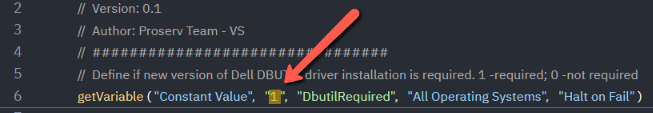 2 // Version: 0.1
3 // Author: Proserv Team - VS
4 // ################################
5 // Define if new version of Dell driver installation is required. 1 -required; 0 -not required
6 getVariable ("Constant Value", "1", "DbutilRequired", "All Operating Systems", "Halt on Fail")